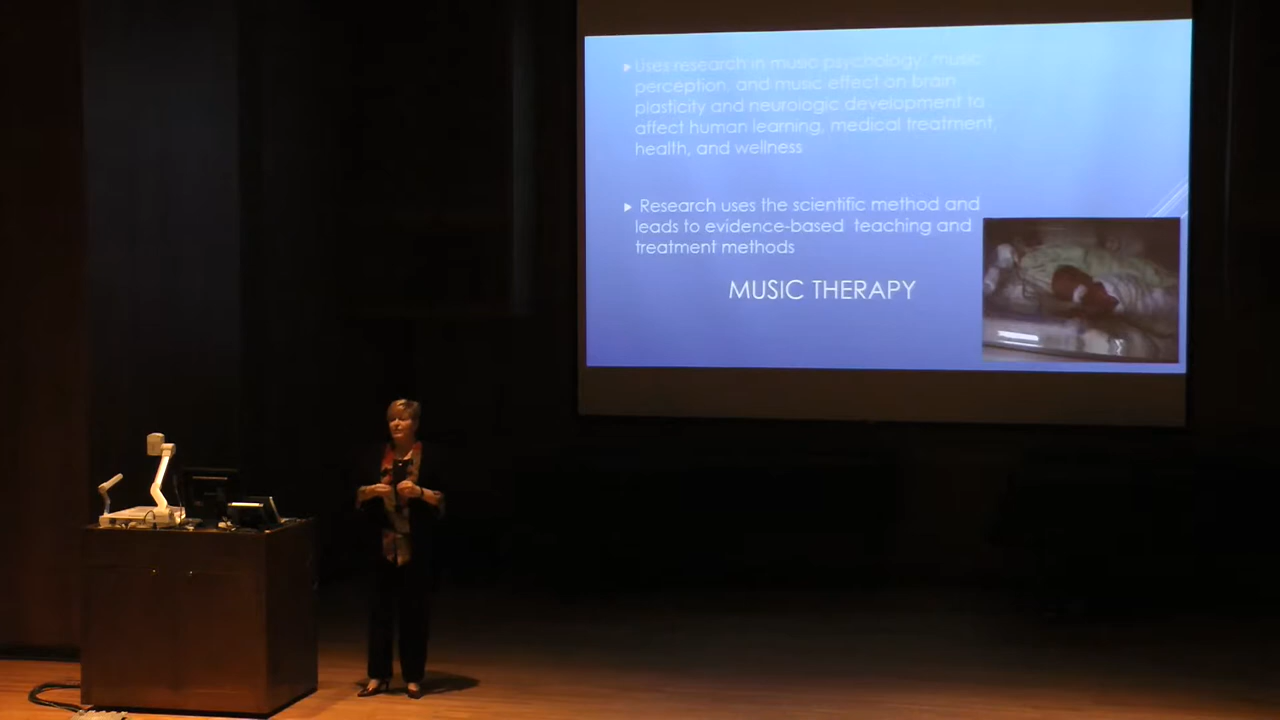 Uses research in music psychology, music
perception, and music effect on brain
plasticity and neurologic development to
affect human learning, medical treatment,
health, and wellness
Research uses the scientific method and
leads to evidence-based teaching and
treatment methods
MUSIC THERAPY